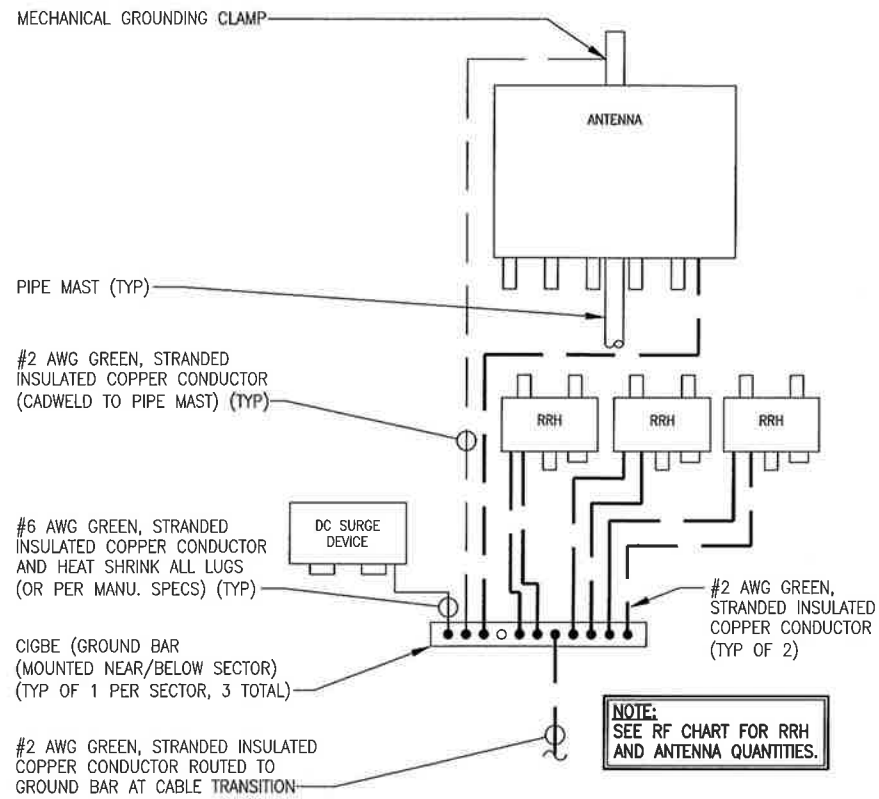 MECHANICAL GROUNDING CLAMP
ANTENNA
PIPE MAST (TYP)
#2 AWG GREEN, STRANDED
INSULATED COPPER CONDUCTOR
(CADWELD TO PIPE MAST) (TYP)
RRH
RRH
RRH
#6 AWG GREEN, STRANDED
INSULATED COPPER CONDUCTOR
AND HEAT SHRINK ALL LUGS
(OR PER MANU. SPECS) (TYP)
DC SURGE
DEVICE
#2 AWG GREEN,
STRANDED INSULATED
COPPER CONDUCTOR
(TYP OF 2)
CIGBE (GROUND BAR
(MOUNTED NEAR/BELOW SECTOR)
(TYP OF 1 PER SECTOR, 3 TOTAL)
NOTE:
SEE RF CHART FOR RRH
AND ANTENNA QUANTITIES.
#2 AWG GREEN, STRANDED INSULATED
COPPER CONDUCTOR ROUTED TO
GROUND BAR AT CABLE TRANSITION